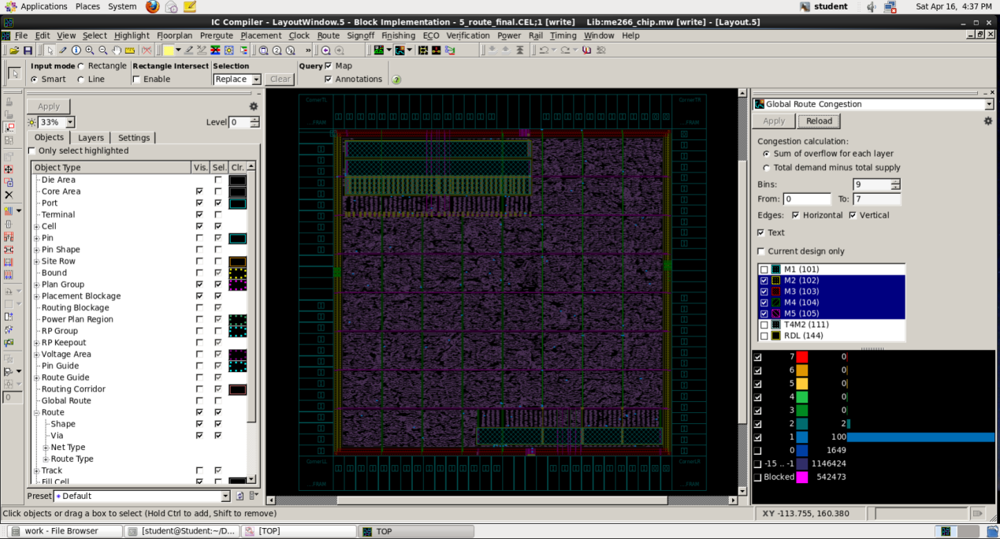 Applications Places System student Sat Apr 16, 4:37 PM
IC Compiler - LayoutWindow.5 - Block Implementation - 5_route_final.CEL;1 [write] Lib:me266_chip.mw [write] - [Layout.5]
File Edit View Select Highlight Floorplan Preroute Placement Clock Route Signoff Finishing ECO Verification Power Rail Timing Window Help
Input mode Rectangle Rectangle Intersect Selection Query Map
Smart Line Enable Replace Clear Annotations
Apply
33% Level 0
Objects Layers Settings
Only select highlighted
Object Type Vis. Sel. Clr.
Die Area
Core Area
Port
Terminal
Cell
Pin
Pin Shape
Site Row
Bound
Plan Group
Placement Blockage
Routing Blockage
Power Plan Region
RP Group
RP Keepout
Voltage Area
Pin Guide
Route Guide
Routing Corridor
Global Route
Route
Shape
Via
Net Type
Route Type
Track
Fill Cell
Preset * Default
0
CornerTL
CornerTR
...FRAM
...FRAM
CornerLL
...FRAM
...FRAM
Global Route Congestion
Apply Reload
Congestion calculation:
Sum of overflow for each layer
Total demand minus total supply
Bins: 9
From: 0 To: 7
Edges: Horizontal Vertical
Text
Current design only
M1 (101)
M2 (102)
M3 (103)
M4 (104)
M5 (105)
T4M2 (111)
RDL (144)
7 0
6 0
5 0
4 0
3 0
2 2
1 100
0 1649
-15 .. -1 1146424
Blocked 542473
Click objects or drag a box to select (Hold Ctrl to add, Shift to remove) XY -113.755, 160.380
work - File Browser [student@Student:~/D... [TOP] TOP